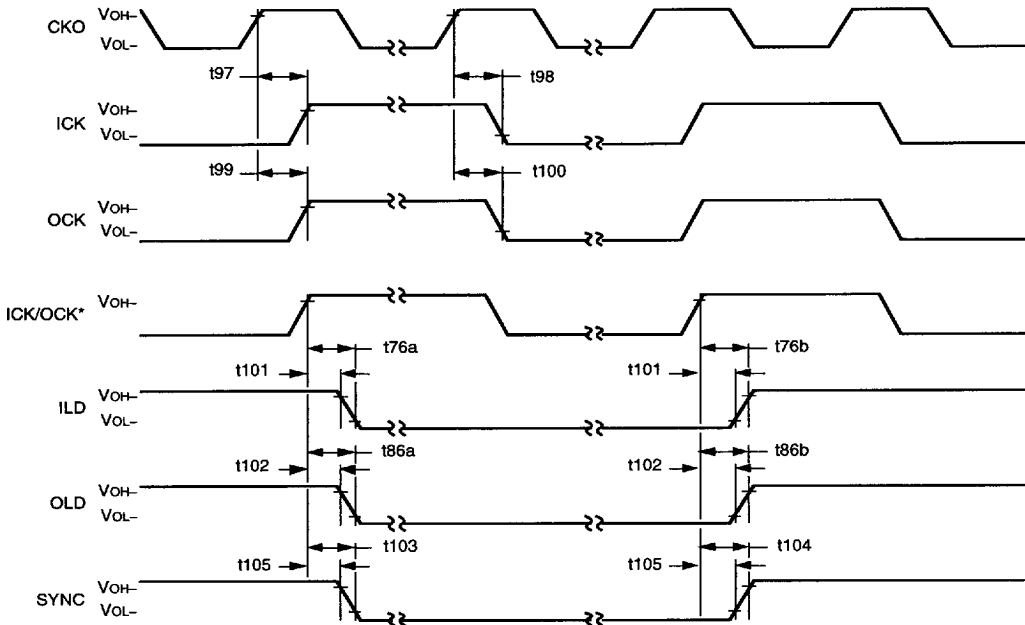 CKO VOH–
VOL–
t97 t98
ICK VOH–
VOL–
t99 t100
OCK VOH–
VOL–
ICK/OCK* VOH–
t76a t76b
t101 t101
ILD VOH–
VOL–
t86a t86b
t102 t102
OLD VOH–
VOL–
t103 t104
t105 t105
SYNC VOH–
VOL–